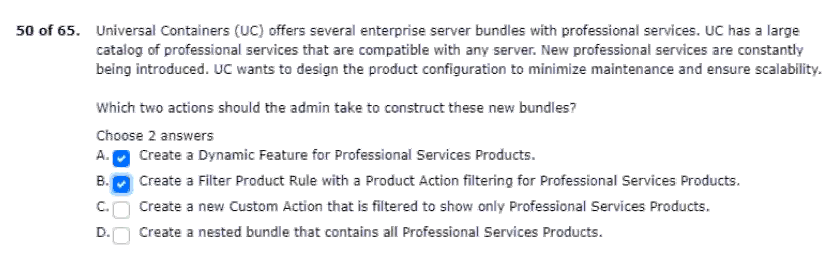 50 of 65. Universal Containers (UC) offers several enterprise server bundles with professional services. UC has a large
catalog of professional services that are compatible with any server. New professional services are constantly
being introduced. UC wants to design the product configuration to minimize maintenance and ensure scalability.
Which two actions should the admin take to construct these new bundles?
Choose 2 answers
A. Create a Dynamic Feature for Professional Services Products.
B. Create a Filter Product Rule with a Product Action filtering for Professional Services Products.
C. Create a new Custom Action that is filtered to show only Professional Services Products.
D. Create a nested bundle that contains all Professional Services Products.